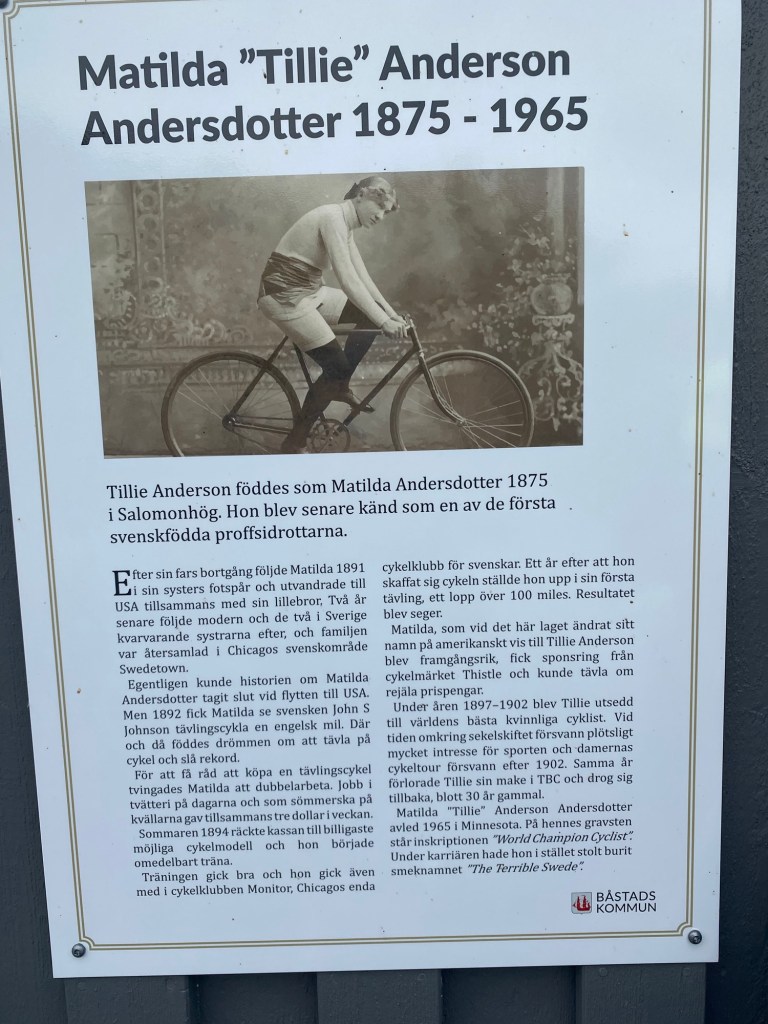 Matilda ”Tillie” Anderson
Andersdotter 1875 - 1965
Tillie Anderson föddes som Matilda Andersdotter 1875
i Salomonhög. Hon blev senare känd som en av de första
svenskfödda proffsidrottarna.
Efter sin fars bortgång följde Matilda 1891
i sin systers fotspår och utvandrade till
USA tillsammans med sin lillebror, Två år
senare följde modern och de två i Sverige
kvarvarande systrarna efter, och familjen
var återsamlad i Chicagos svenskområde
Swedetown.
Egentligen kunde historien om Matilda
Andersdotter tagit slut vid flytten till USA.
Men 1892 fick Matilda se svensken John S
Johnson tävlingscykla en engelsk mil. Där
och då föddes drömmen om att tävla på
cykel och slå rekord.
För att få råd att köpa en tävlingscykel
tvingades Matilda att dubbelarbeta. Jobb i
tvätteri på dagarna och som sömmerska på
kvällarna gav tillsammans tre dollar i veckan.
Sommaren 1894 räckte kassan till billigaste
möjliga cykelmodell och hon började
omedelbart träna.
Träningen gick bra och hon gick även
med i cykelklubben Monitor, Chicagos enda
cykelklubb för svenskar. Ett år efter att hon
skaffat sig cykeln ställde hon upp i sin första
tävling, ett lopp över 100 miles. Resultatet
blev seger.
Matilda, som vid det här laget ändrat sitt
namn på amerikanskt vis till Tillie Anderson
blev framgångsrik, fick sponsring från
cykelmärket Thistle och kunde tävla om
rejäla prispengar.
Under åren 1897–1902 blev Tillie utsedd
till världens bästa kvinnliga cyklist. Vid
tiden omkring sekelskiftet försvann plötsligt
mycket intresse för sporten och damernas
cykeltour försvann efter 1902. Samma år
förlorade Tillie sin make i TBC och drog sig
tillbaka, blott 30 år gammal.
Matilda ”Tillie” Anderson Andersdotter
avled 1965 i Minnesota. På hennes gravsten
står inskriptionen ”World Champion Cyclist”.
Under karriären hade hon i stället stolt burit
smeknamnet ”The Terrible Swede”.
BÅSTADS
KOMMUN